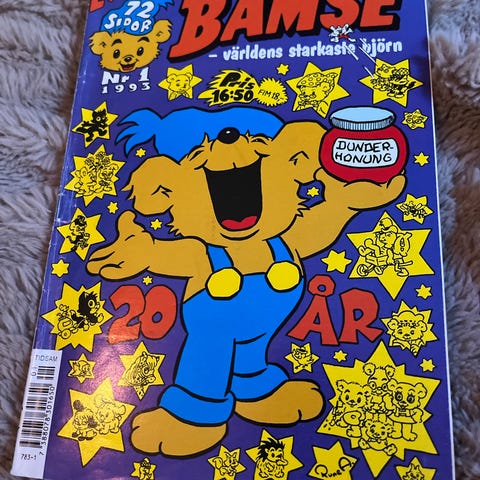 72
SIDOR
BAMSE
- världens starkaste björn
Nr 1
1993
Pris
16:50
FIM 18
DUNDER-
HONUNG
20 ÅR
TIDSAM
783-1
RUNE A